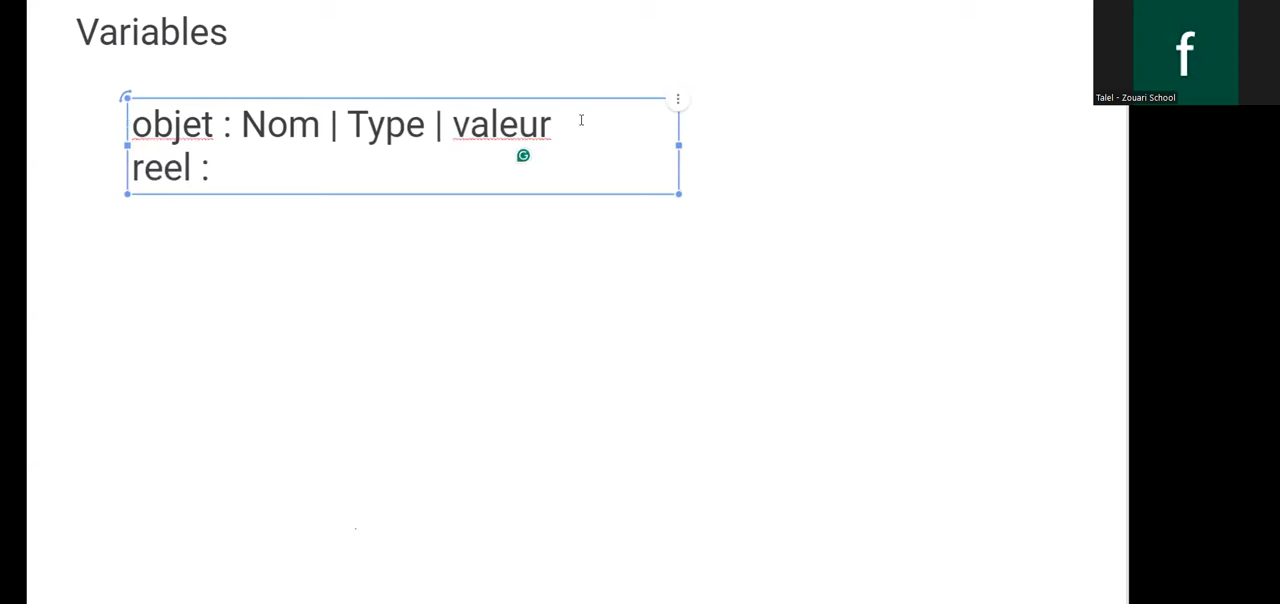 Variables
objet : Nom | Type | valeur
reel :
f
Talel - Zouari School